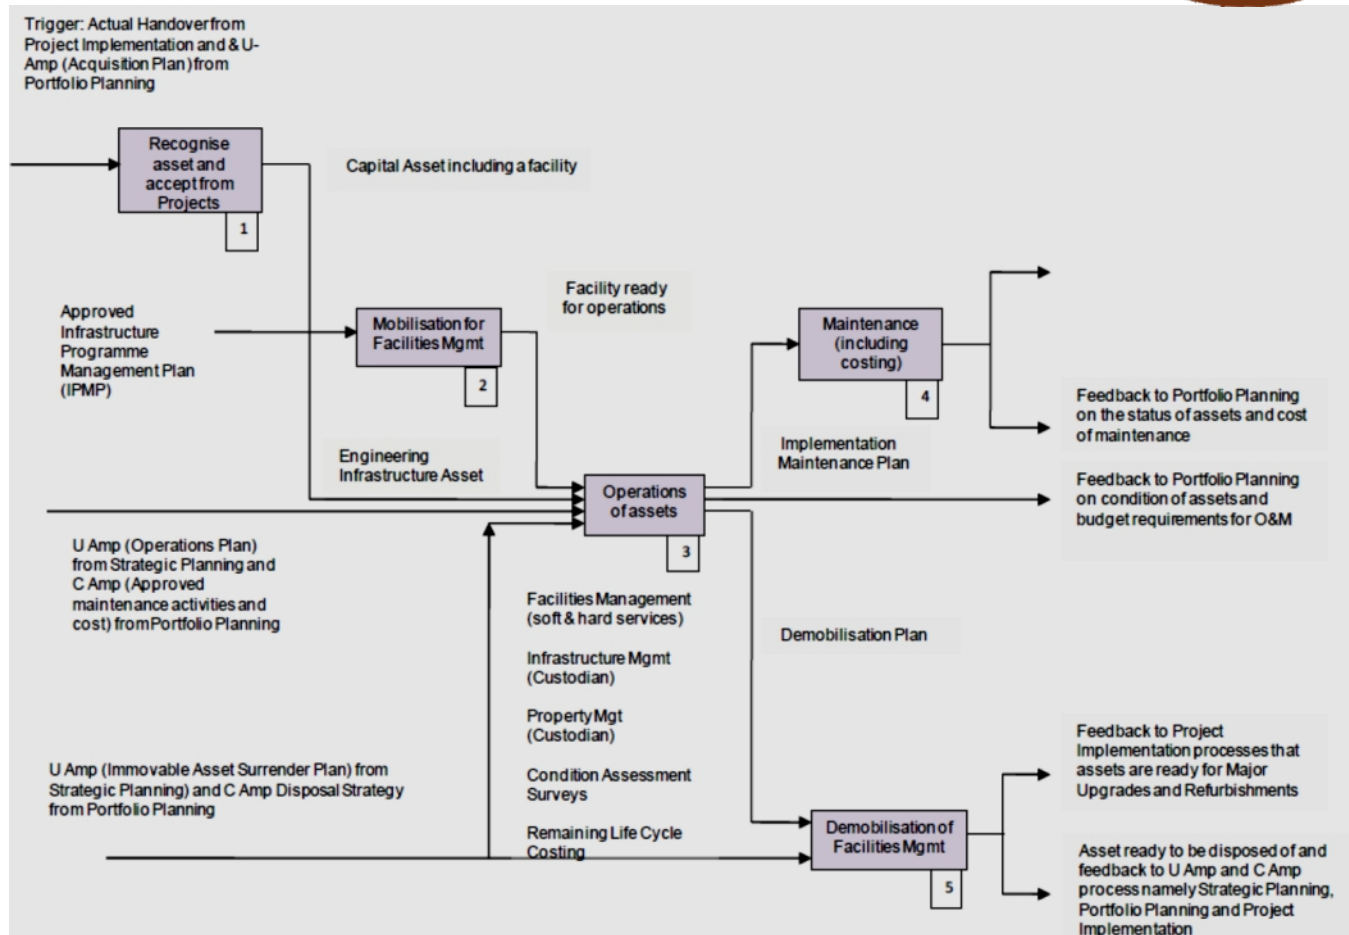 Trigger: Actual Handover from
Project Implementation and & U-
Amp (Acquisition Plan) from
Portfolio Planning
Recognise
asset and
accept from
Projects
1
Capital Asset including a facility
Approved
Infrastructure
Programme
Management Plan
(IPMP)
Mobilisation for
Facilities Mgmt
2
Facility ready
for operations
Maintenance
(including
costing)
4
Feedback to Portfolio Planning
on the status of assets and cost
of maintenance
Engineering
Infrastructure Asset
Implementation
Maintenance Plan
Operations
of assets
3
Feedback to Portfolio Planning
on condition of assets and
budget requirements for O&M
U Amp (Operations Plan)
from Strategic Planning and
C Amp (Approved
maintenance activities and
cost) from Portfolio Planning
Facilities Management
(soft & hard services)
Infrastructure Mgmt
(Custodian)
Property Mgt
(Custodian)
Condition Assessment
Surveys
Remaining Life Cycle
Costing
Demobilisation Plan
U Amp (Immovable Asset Surrender Plan) from
Strategic Planning) and C Amp Disposal Strategy
from Portfolio Planning
Demobilisation of
Facilities Mgmt
5
Feedback to Project
Implementation processes that
assets are ready for Major
Upgrades and Refurbishments
Asset ready to be disposed of and
feedback to U Amp and C Amp
process namely Strategic Planning,
Portfolio Planning and Project
Implementation